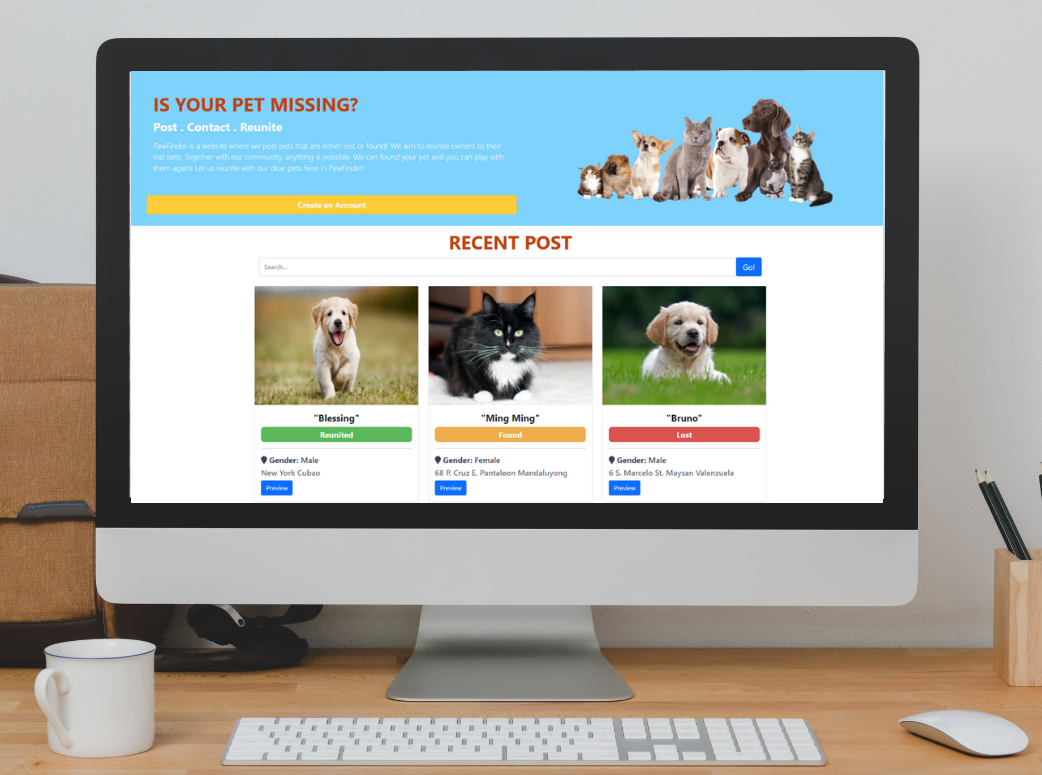 IS YOUR PET MISSING?
Post . Contact . Reunite
PawFinder is a website where we post pets that are either lost or found! We aim to reunite owners to their
lost pets. Together with our community, anything is possible. We can found your pet and you can play with
them again! Let us reunite with our dear pets here in PawFinder!
Create an Account
RECENT POST
Search...
Go!
"Blessing"
Reunited
Gender: Male
New York Cubao
Preview
"Ming Ming"
Found
Gender: Female
68 P. Cruz E. Pantaleon Mandaluyong
Preview
"Bruno"
Lost
Gender: Male
6 S. Marcelo St. Maysan Valenzuela
Preview